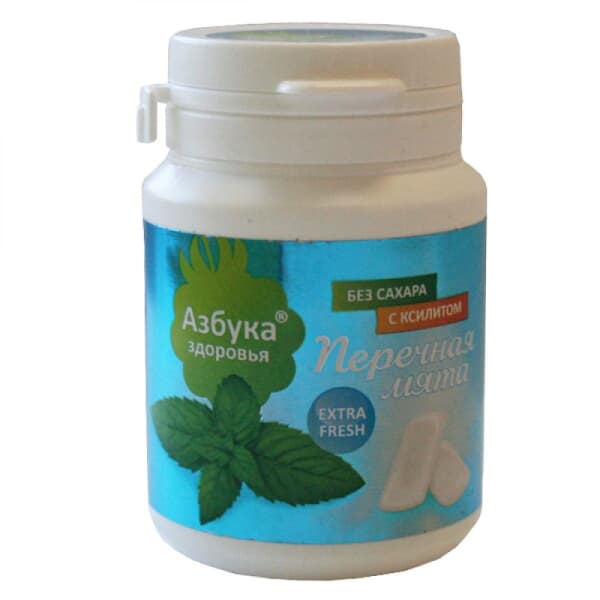 Азбука®
здоровья
БЕЗ САХАРА
С КСИЛИТОМ
Перечная
мята
EXTRA
FRESH